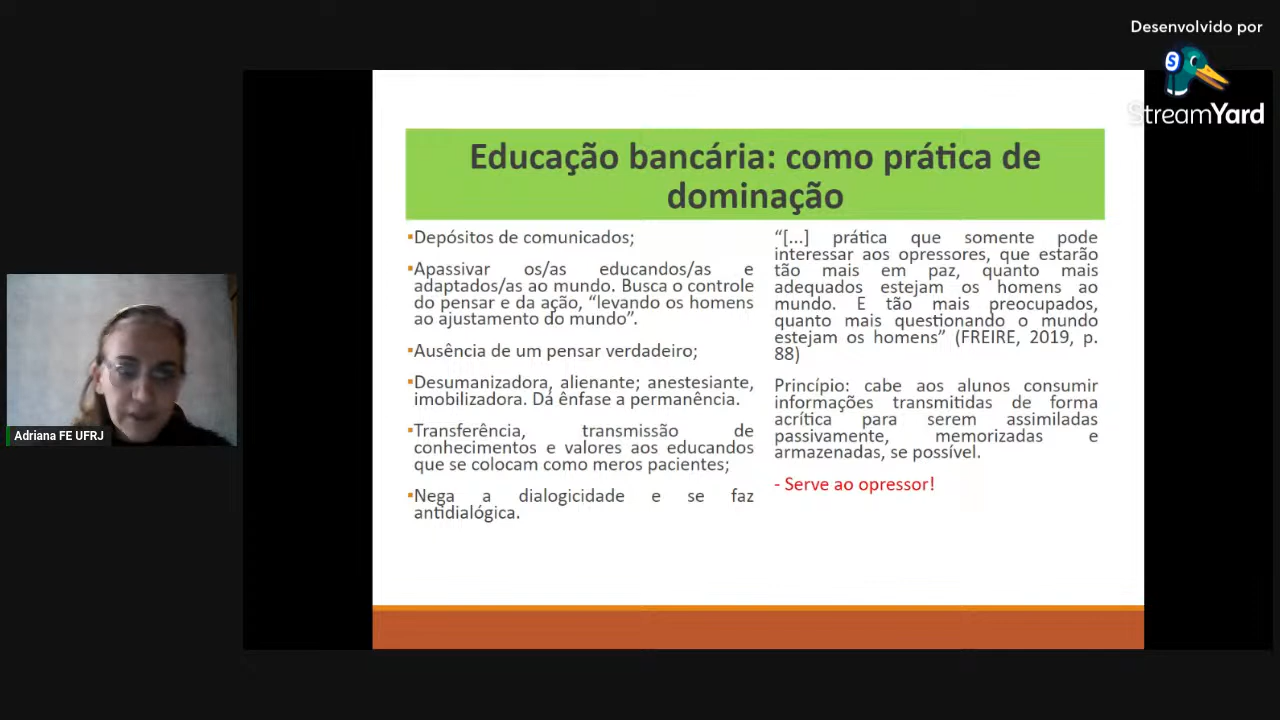 Desenvolvido por
StreamYard
Educação bancária: como prática de
dominação
▪Depósitos de comunicados;
▪Apassivar os/as educandos/as e
adaptados/as ao mundo. Busca o controle
do pensar e da ação, “levando os homens
ao ajustamento do mundo”.
▪Ausência de um pensar verdadeiro;
▪Desumanizadora, alienante; anestesiante,
imobilizadora. Dá ênfase a permanência.
▪Transferência, transmissão de
conhecimentos e valores aos educandos
que se colocam como meros pacientes;
▪Nega a dialogicidade e se faz
antidialógica.
“[...] prática que somente pode
interessar aos opressores, que estarão
tão mais em paz, quanto mais
adequados estejam os homens ao
mundo. E tão mais preocupados,
quanto mais questionando o mundo
estejam os homens” (FREIRE, 2019, p.
88)
Princípio: cabe aos alunos consumir
informações transmitidas de forma
acrítica para serem assimiladas
passivamente, memorizadas e
armazenadas, se possível.
- Serve ao opressor!
Adriana FE UFRJ